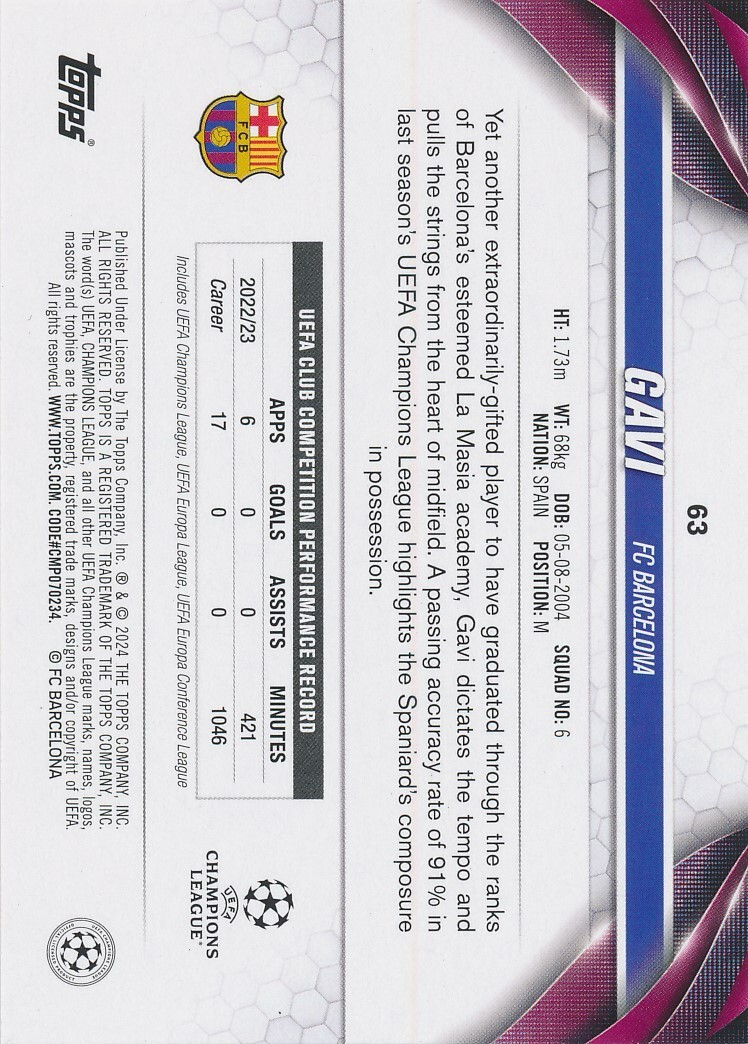 63
GAVI FC BARCELONA
HT: 1.73m WT: 68kg DOB: 05-08-2004 SQUAD NO: 6
NATION: SPAIN POSITION: M
Yet another extraordinarily-gifted player to have graduated through the ranks
of Barcelona's esteemed La Masia academy, Gavi dictates the tempo and
pulls the strings from the heart of midfield. A passing accuracy rate of 91% in
last season's UEFA Champions League highlights the Spaniard's composure
in possession.
FCB
UEFA CLUB COMPETITION PERFORMANCE RECORD
APPS GOALS ASSISTS MINUTES
2022/23 6 0 0 421
Career 17 0 0 1046
Includes UEFA Champions League, UEFA Europa League, UEFA Europa Conference League
UEFA
CHAMPIONS
LEAGUE®
topps®
Published Under License by The Topps Company, Inc. ® & © 2024 THE TOPPS COMPANY, INC.
ALL RIGHTS RESERVED. TOPPS IS A REGISTERED TRADEMARK OF THE TOPPS COMPANY, INC.
The word(s) UEFA, CHAMPIONS LEAGUE, and all other UEFA Champions League marks, names, logos,
mascots and trophies are the property, registered trade marks, designs and/or copyright of UEFA.
All rights reserved. WWW.TOPPS.COM. CODE#CMP070234. © FC BARCELONA